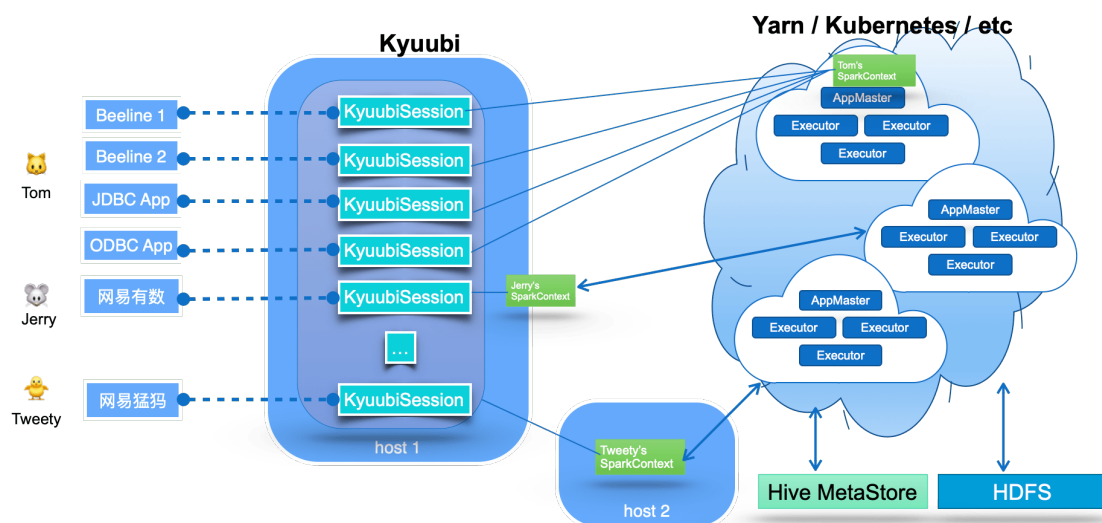 Kyuubi
Yarn / Kubernetes / etc
Beeline 1
Beeline 2
JDBC App
ODBC App
网易有数
网易猛犸
Tom
Jerry
Tweety
KyuubiSession
KyuubiSession
KyuubiSession
KyuubiSession
KyuubiSession
...
KyuubiSession
host 1
Jerry's
SparkContext
Tweety's
SparkContext
host 2
Tom's
SparkContext
AppMaster
Executor
Executor
Executor
AppMaster
Executor
Executor
Executor
AppMaster
Executor
Executor
Executor
Hive MetaStore
HDFS